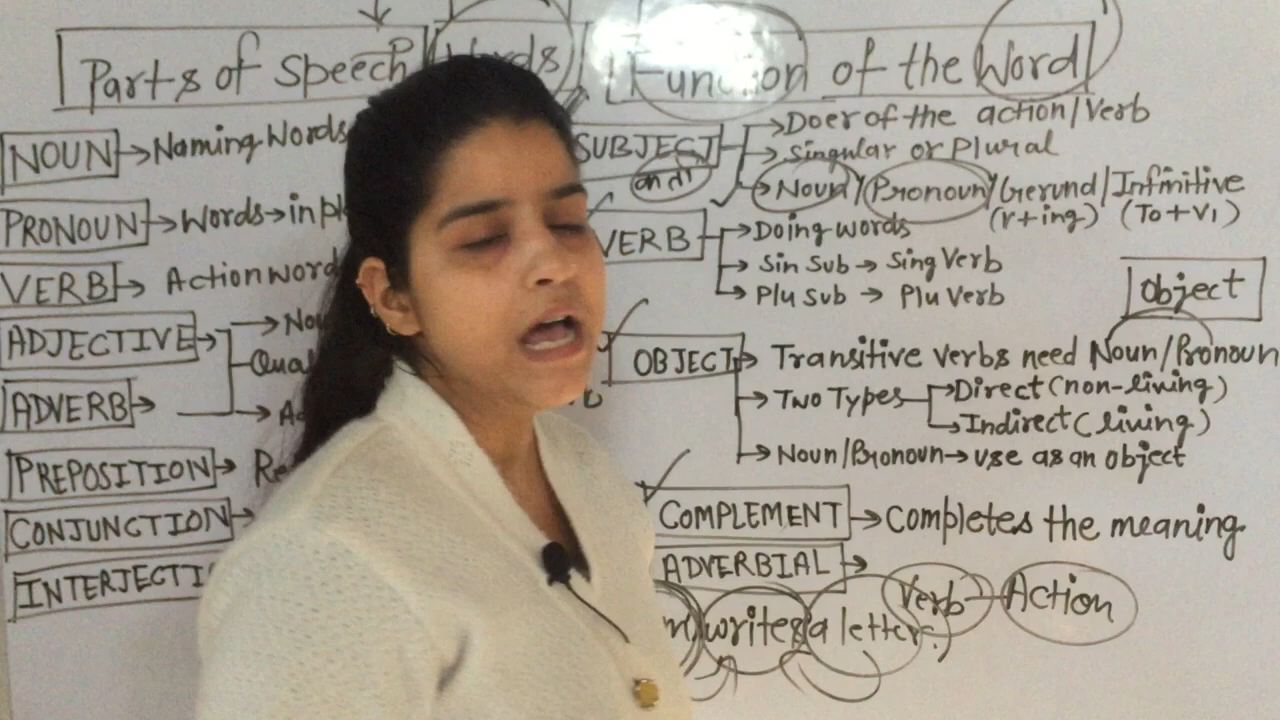 Parts of Speech Words
Function of the Word
NOUN → Naming Words
PRONOUN → Words → in
VERB → Action word
ADJECTIVE →
ADVERB →
PREPOSITION →
CONJUNCTION →
SUBJECT → Doer of the action/Verb
→ Singular or Plural
→ Noun/Pronoun/Gerund/Infinitive
(V+ing) (To+V1)
VERB → Doing words
→ Sin Sub → Sing Verb
→ Plu Sub → Plu Verb
Object
OBJECT → Transitive verbs need Noun/Pronoun
→ Two Types → Direct (non-living)
→ Indirect (living)
→ Noun/Pronoun → use as an object
COMPLEMENT → Completes the meaning
ADVERBIAL →
Verb - Action
writes a letter.